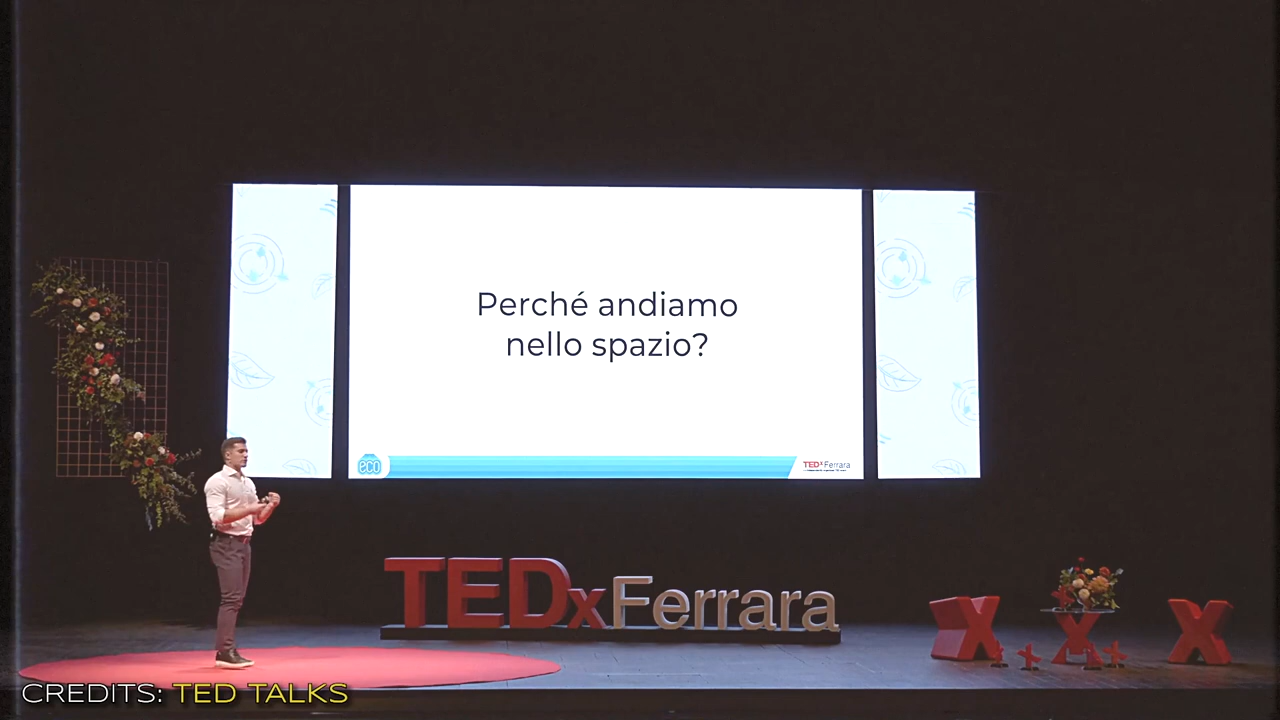 Perché andiamo
nello spazio?
eco
TEDxFerrara
TEDxFerrara
X X X
CREDITS: TED TALKS